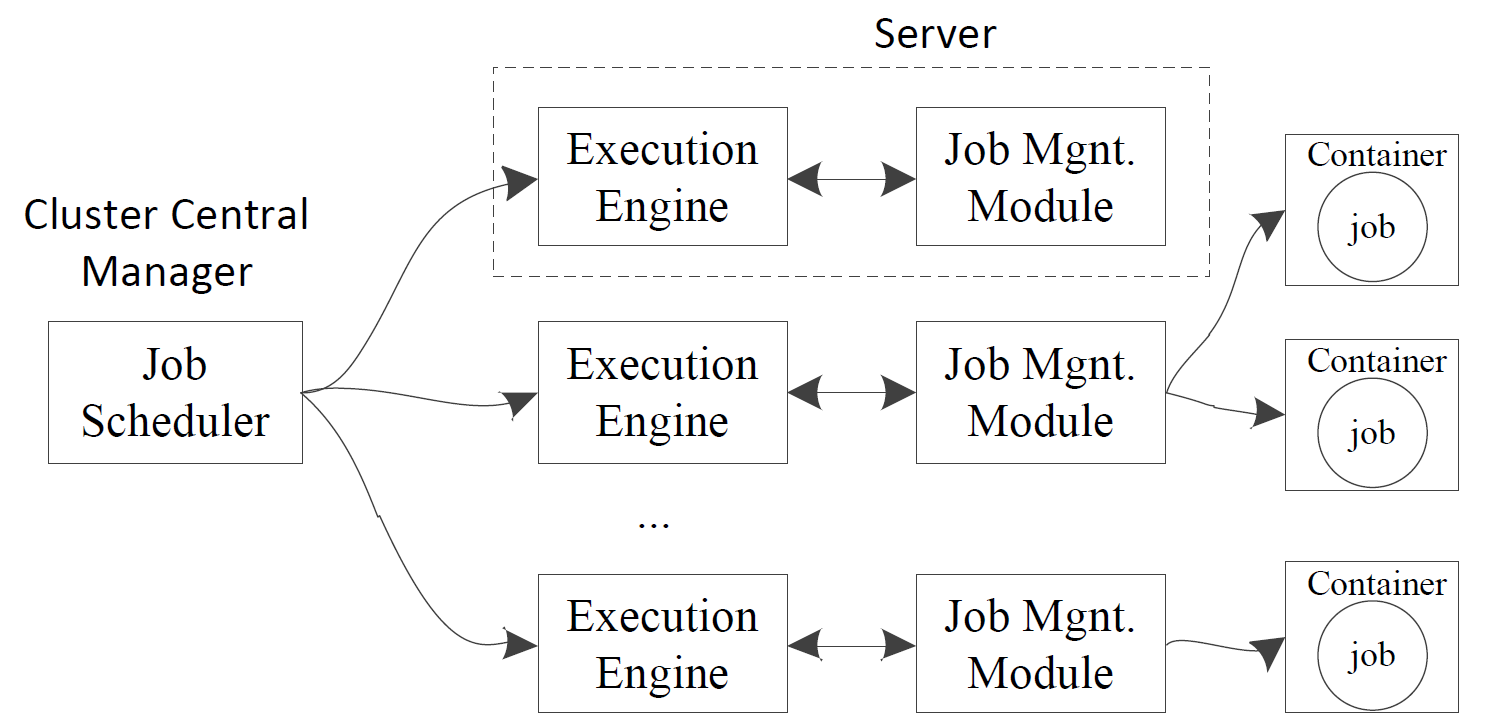 Server
Cluster Central
Manager
Job
Scheduler
Execution
Engine
Job Mgnt.
Module
Container
job
Execution
Engine
Job Mgnt.
Module
Container
job
...
Execution
Engine
Job Mgnt.
Module
Container
job